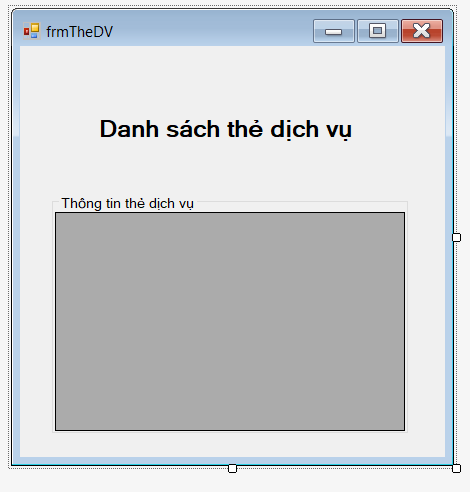 frmTheDV
Danh sách thẻ dịch vụ
Thông tin thẻ dịch vụ